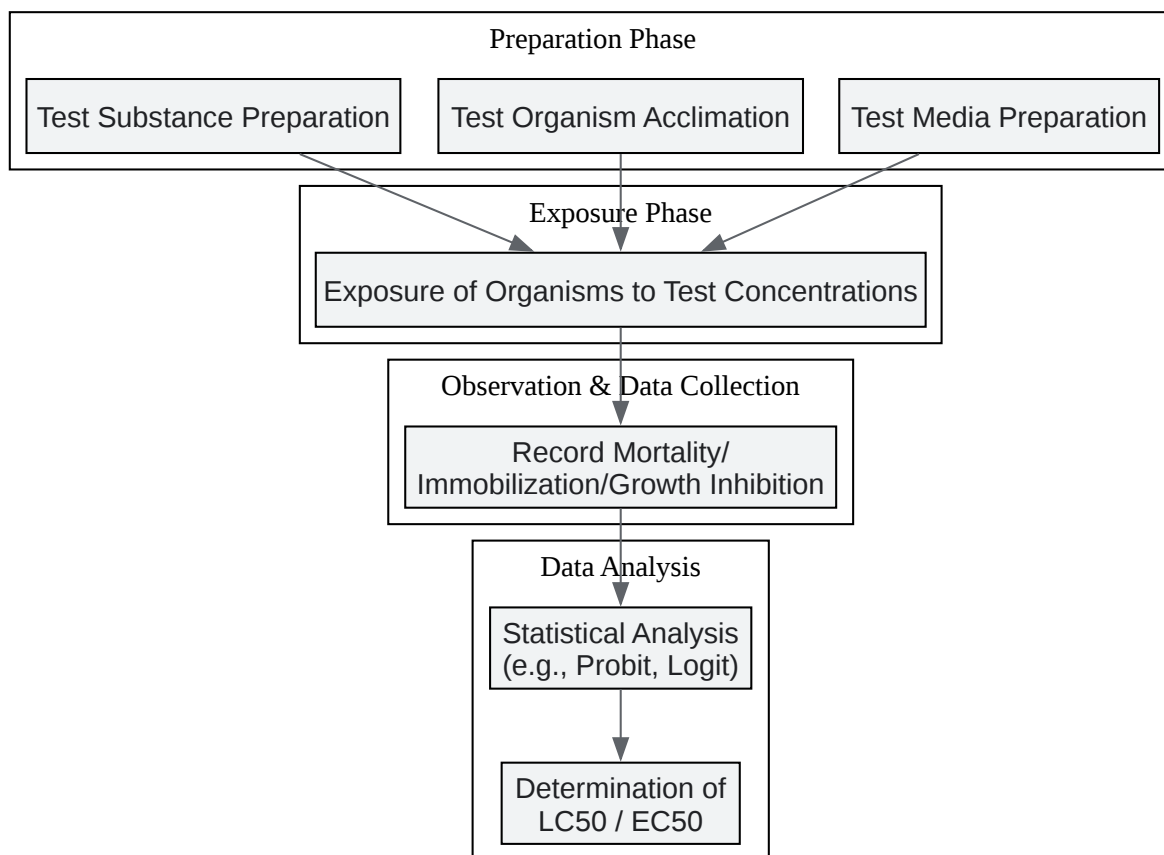 Preparation Phase
Test Substance Preparation
Test Organism Acclimation
Test Media Preparation
Exposure Phase
Exposure of Organisms to Test Concentrations
Observation & Data Collection
Record Mortality/
Immobilization/Growth Inhibition
Data Analysis
Statistical Analysis
(e.g., Probit, Logit)
Determination of
LC50 / EC50